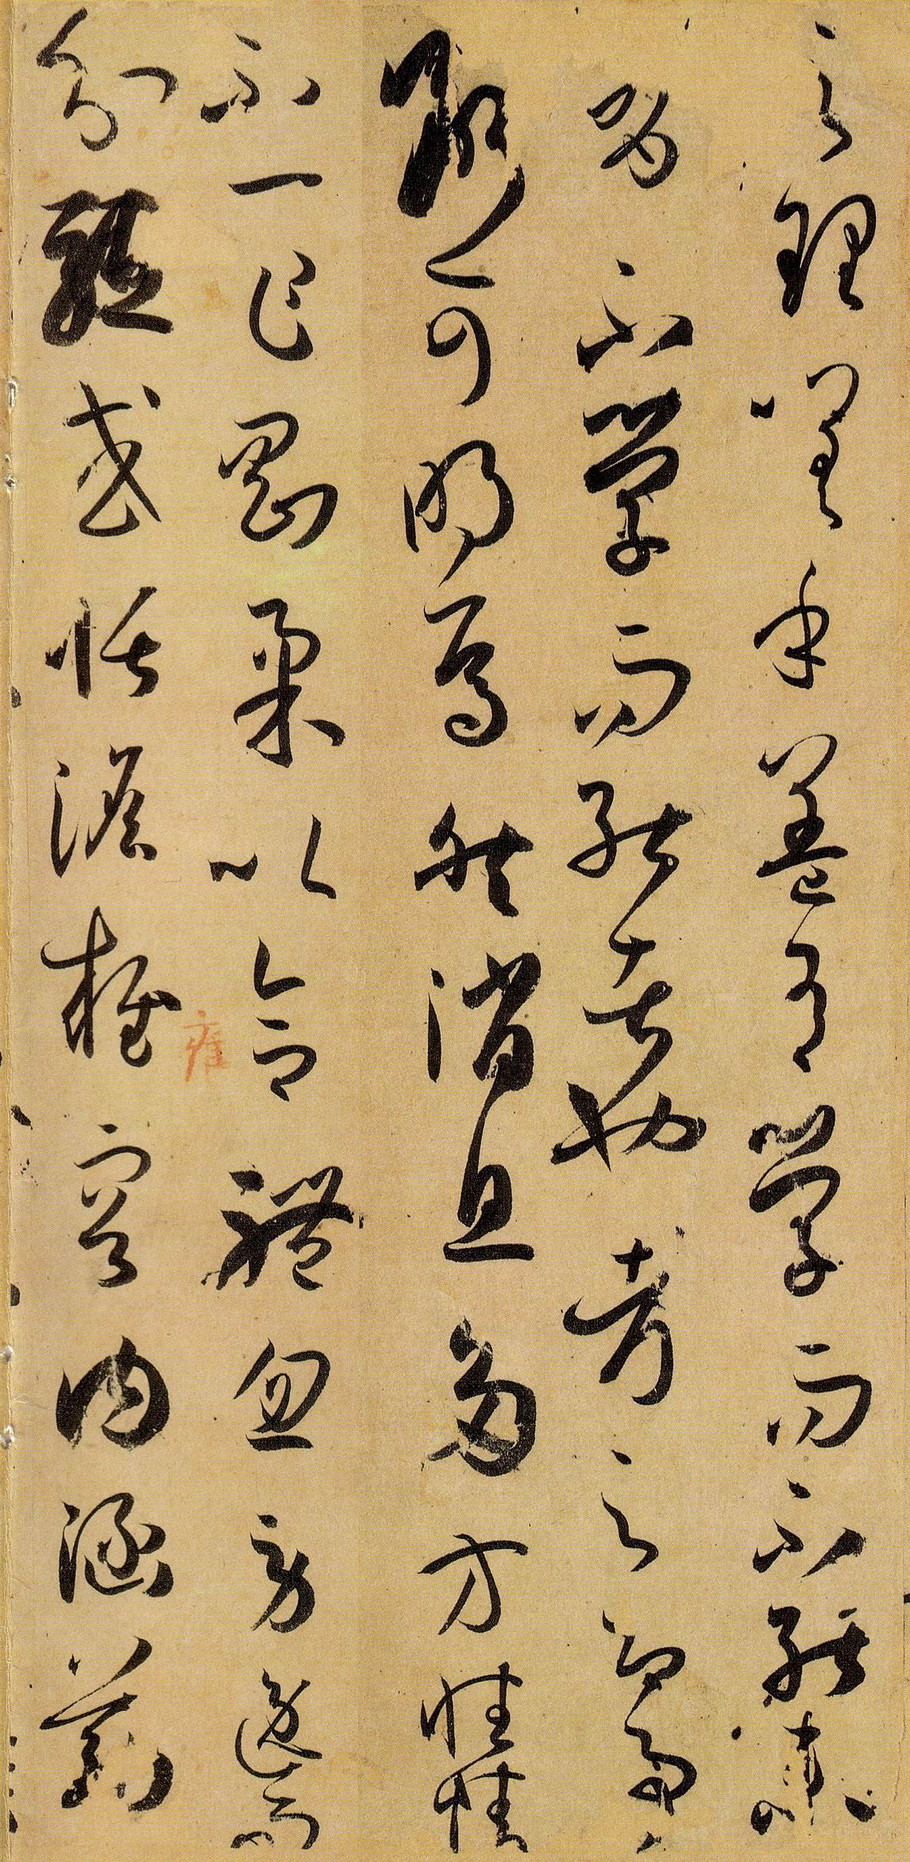 之理嗟乎蓋有學而不能未
有不學而能者也考之即事
斷可明焉然消息多方性情
不一乍剛柔以合體忽勞逸而
分驅或恬澹雍容內涵筋
雍